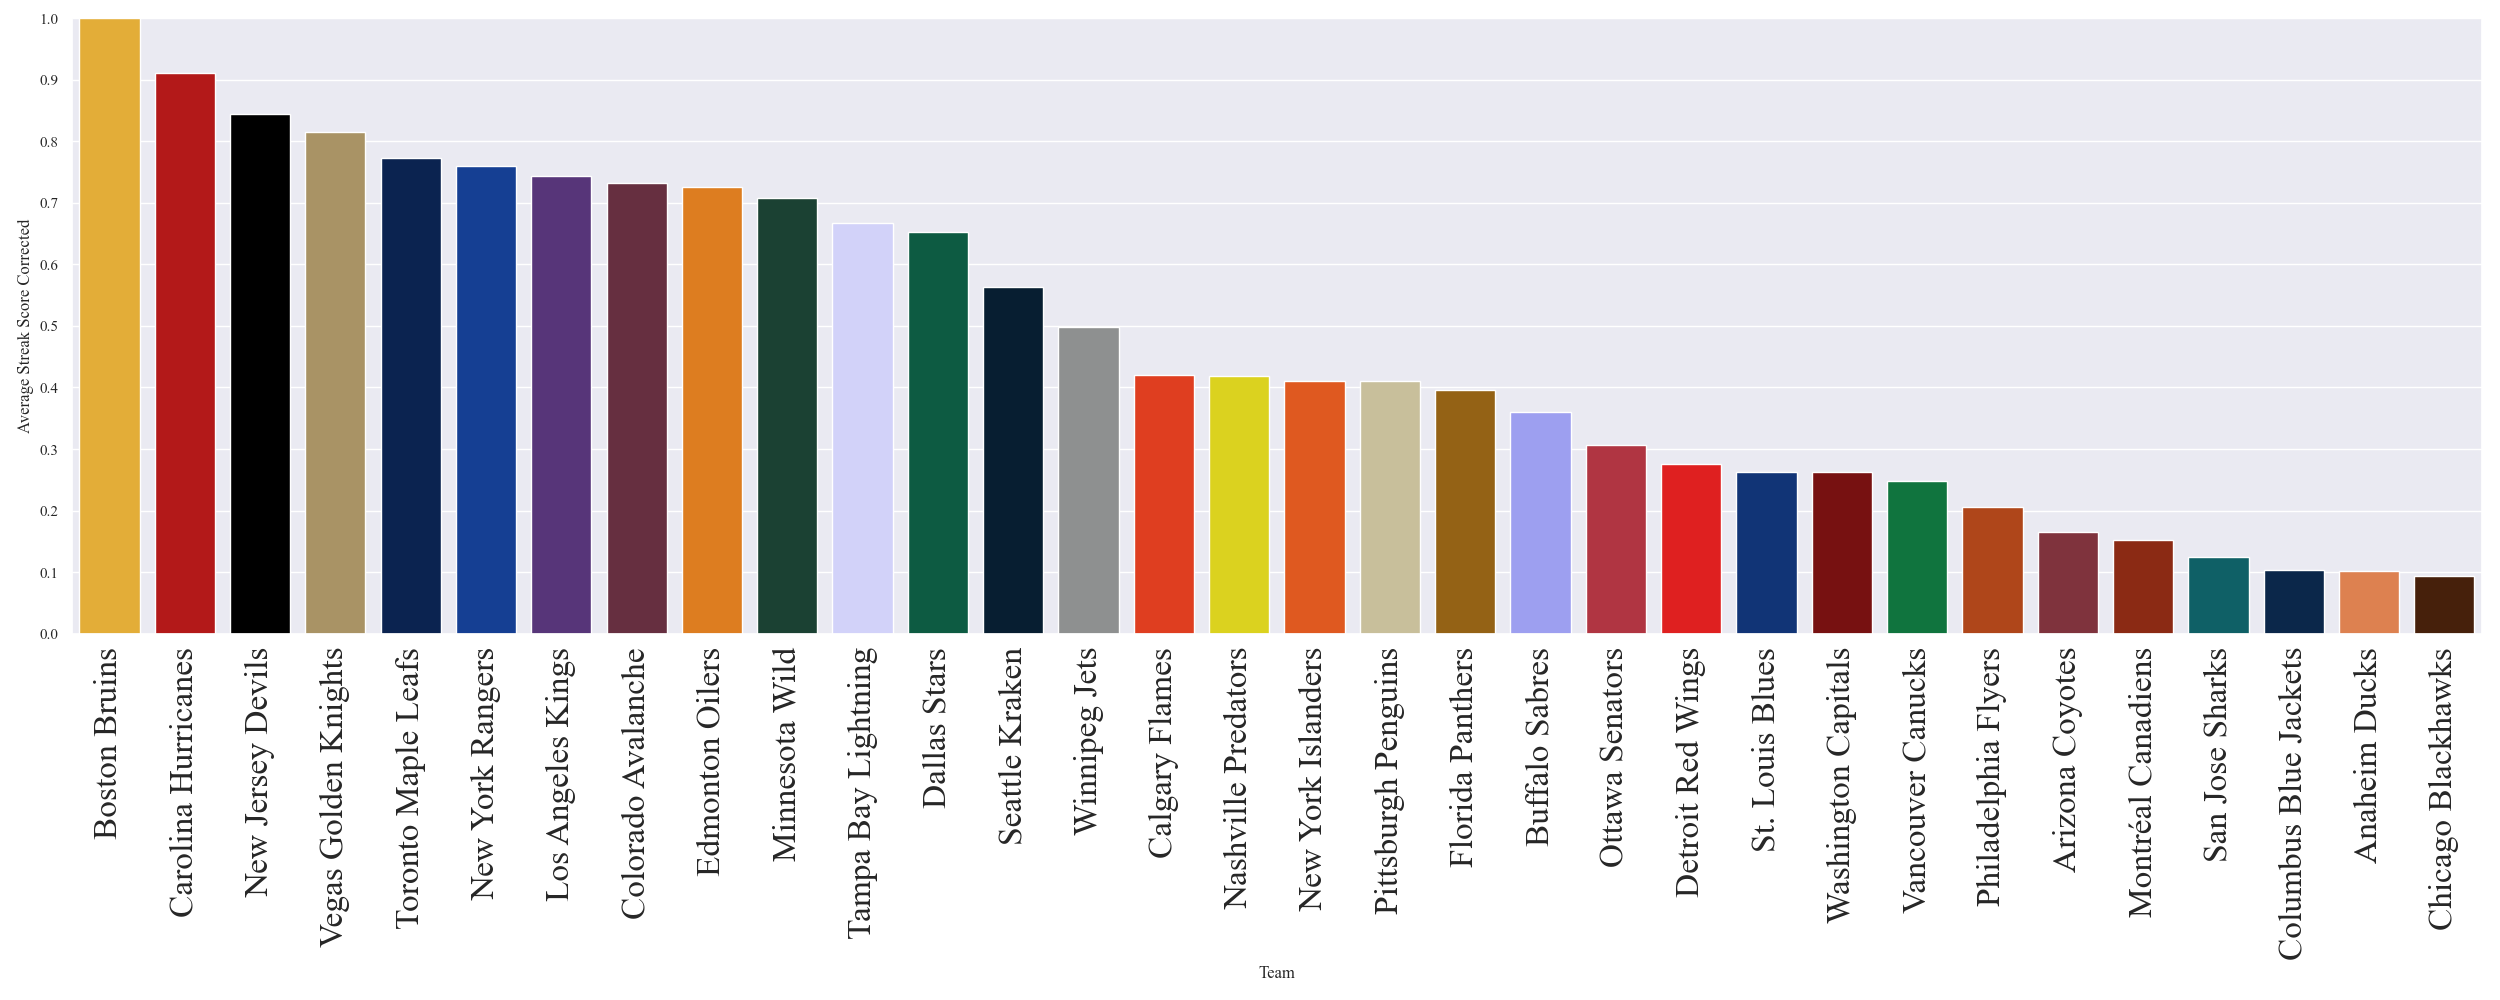 1.0
0.9
0.8
0.7
0.6
0.5
0.4
0.3
0.2
0.1
0.0
Average Streak Score Corrected
Boston Bruins
Carolina Hurricanes
New Jersey Devils
Vegas Golden Knights
Toronto Maple Leafs
New York Rangers
Los Angeles Kings
Colorado Avalanche
Edmonton Oilers
Minnesota Wild
Tampa Bay Lightning
Dallas Stars
Seattle Kraken
Winnipeg Jets
Calgary Flames
Nashville Predators
New York Islanders
Pittsburgh Penguins
Florida Panthers
Buffalo Sabres
Ottawa Senators
Detroit Red Wings
St. Louis Blues
Washington Capitals
Vancouver Canucks
Philadelphia Flyers
Arizona Coyotes
Montréal Canadiens
San Jose Sharks
Columbus Blue Jackets
Anaheim Ducks
Chicago Blackhawks
Team